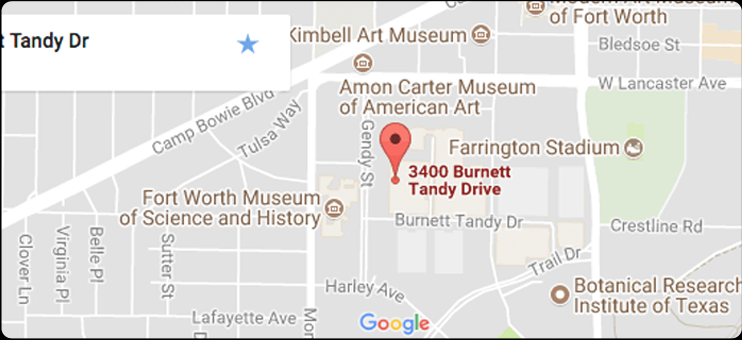 t Tandy Dr
Modern Art Museum
of Fort Worth
Kimbell Art Museum
Bledsoe St
W Lancaster Ave
Amon Carter Museum
of American Art
Camp Bowie Blvd
Tulsa Way
Gendy St
Farrington Stadium
3400 Burnett
Tandy Drive
Fort Worth Museum
of Science and History
Burnett Tandy Dr
Crestline Rd
Clover Ln
Virginia Pl
Belle Pl
Sutter St
Trail Dr
Harley Ave
Botanical Research
Institute of Texas
Lafayette Ave
Mon
Google